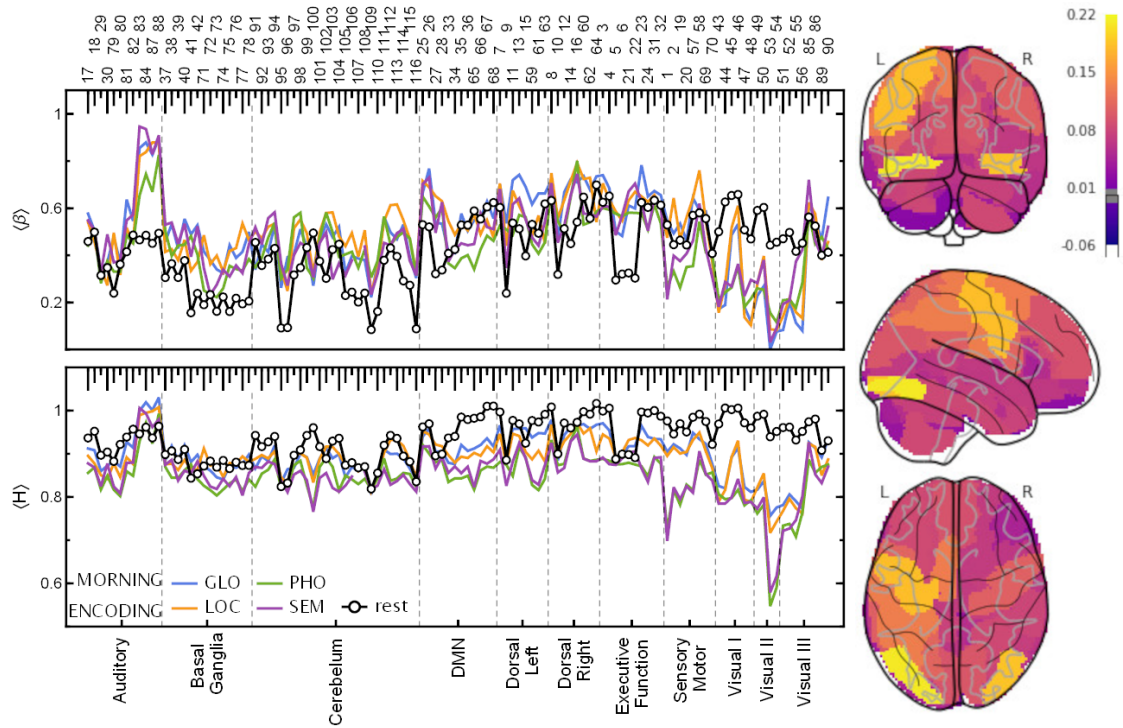 17 18 29 30 79 80 81 82 83 84 87 88 37 38 39 40 41 42 71 72 73 74 75 76 77 78 91 92 93 94 95 96 97 98 99 100 101 102 103 104 105 106 107 108 109 110 111 112 113 114 115 116 25 26 27 28 33 34 35 36 65 66 67 68 7 9 11 13 15 59 61 63 8 10 12 14 16 60 62 64 3 4 5 6 21 22 23 24 31 32 1 2 19 20 57 58 69 70 43 44 45 46 47 48 49 50 53 54 51 52 55 56 85 86 89 90
1
0.6
0.2
⟨β⟩
1
0.8
0.6
⟨H⟩
MORNING
ENCODING
GLO
PHO
LOC
SEM
rest
Auditory
Basal
Ganglia
Cerebelum
DMN
Dorsal
Left
Dorsal
Right
Executive
Function
Sensory
Motor
Visual I
Visual II
Visual III
L
R
0.22
0.15
0.08
0.01
-0.06
L
R